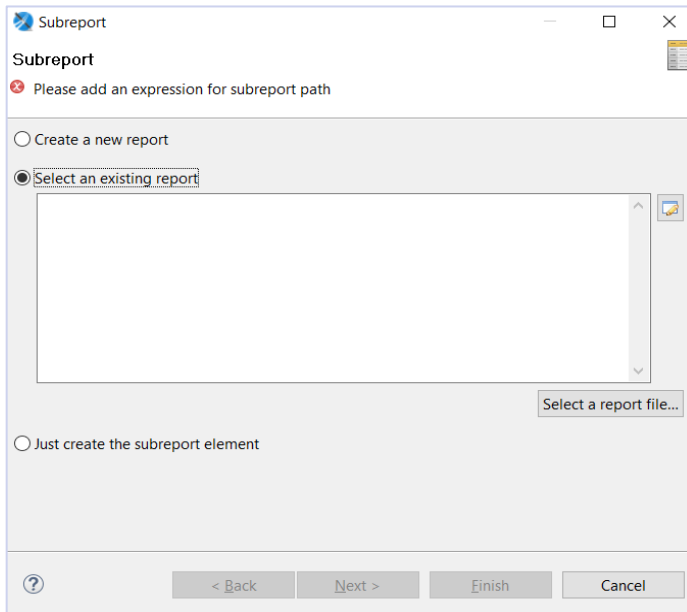 Subreport
Subreport
Please add an expression for subreport path
Create a new report
Select an existing report
Select a report file...
Just create the subreport element
?
< Back
Next >
Finish
Cancel